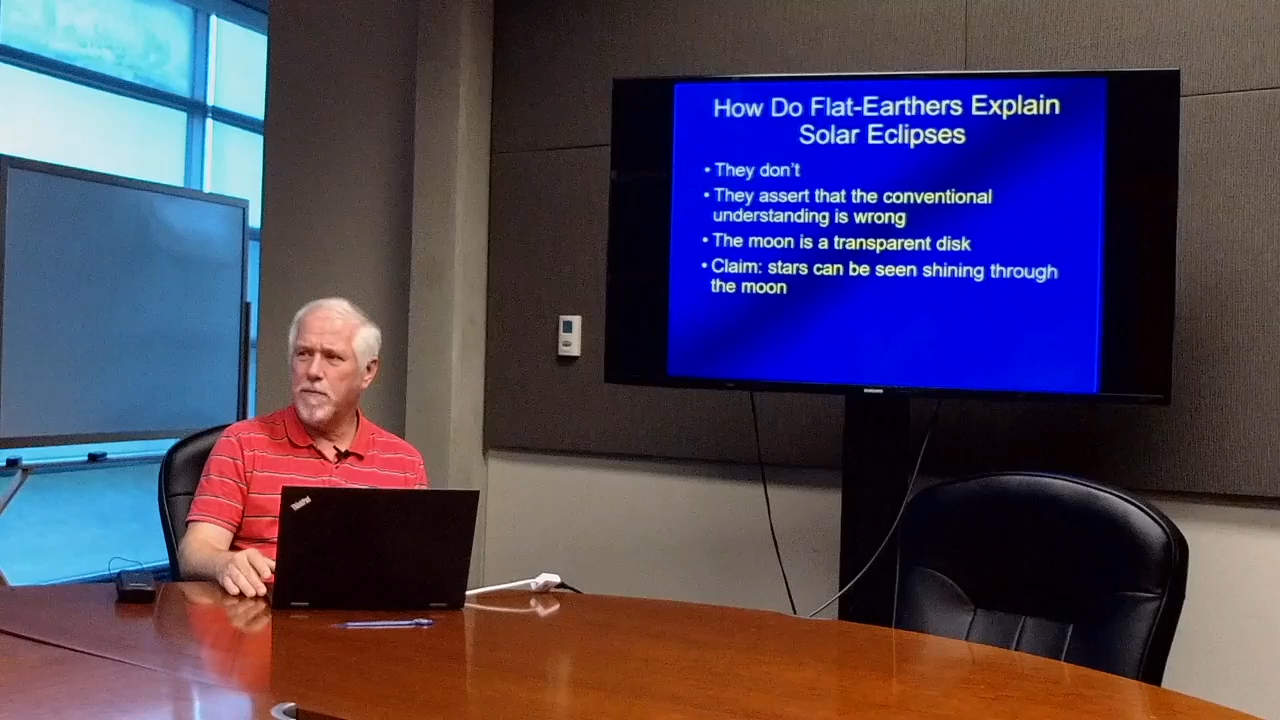 How Do Flat-Earthers Explain
Solar Eclipses
• They don't
• They assert that the conventional
understanding is wrong
• The moon is a transparent disk
• Claim: stars can be seen shining through
the moon
SAMSUNG
ThinkPad